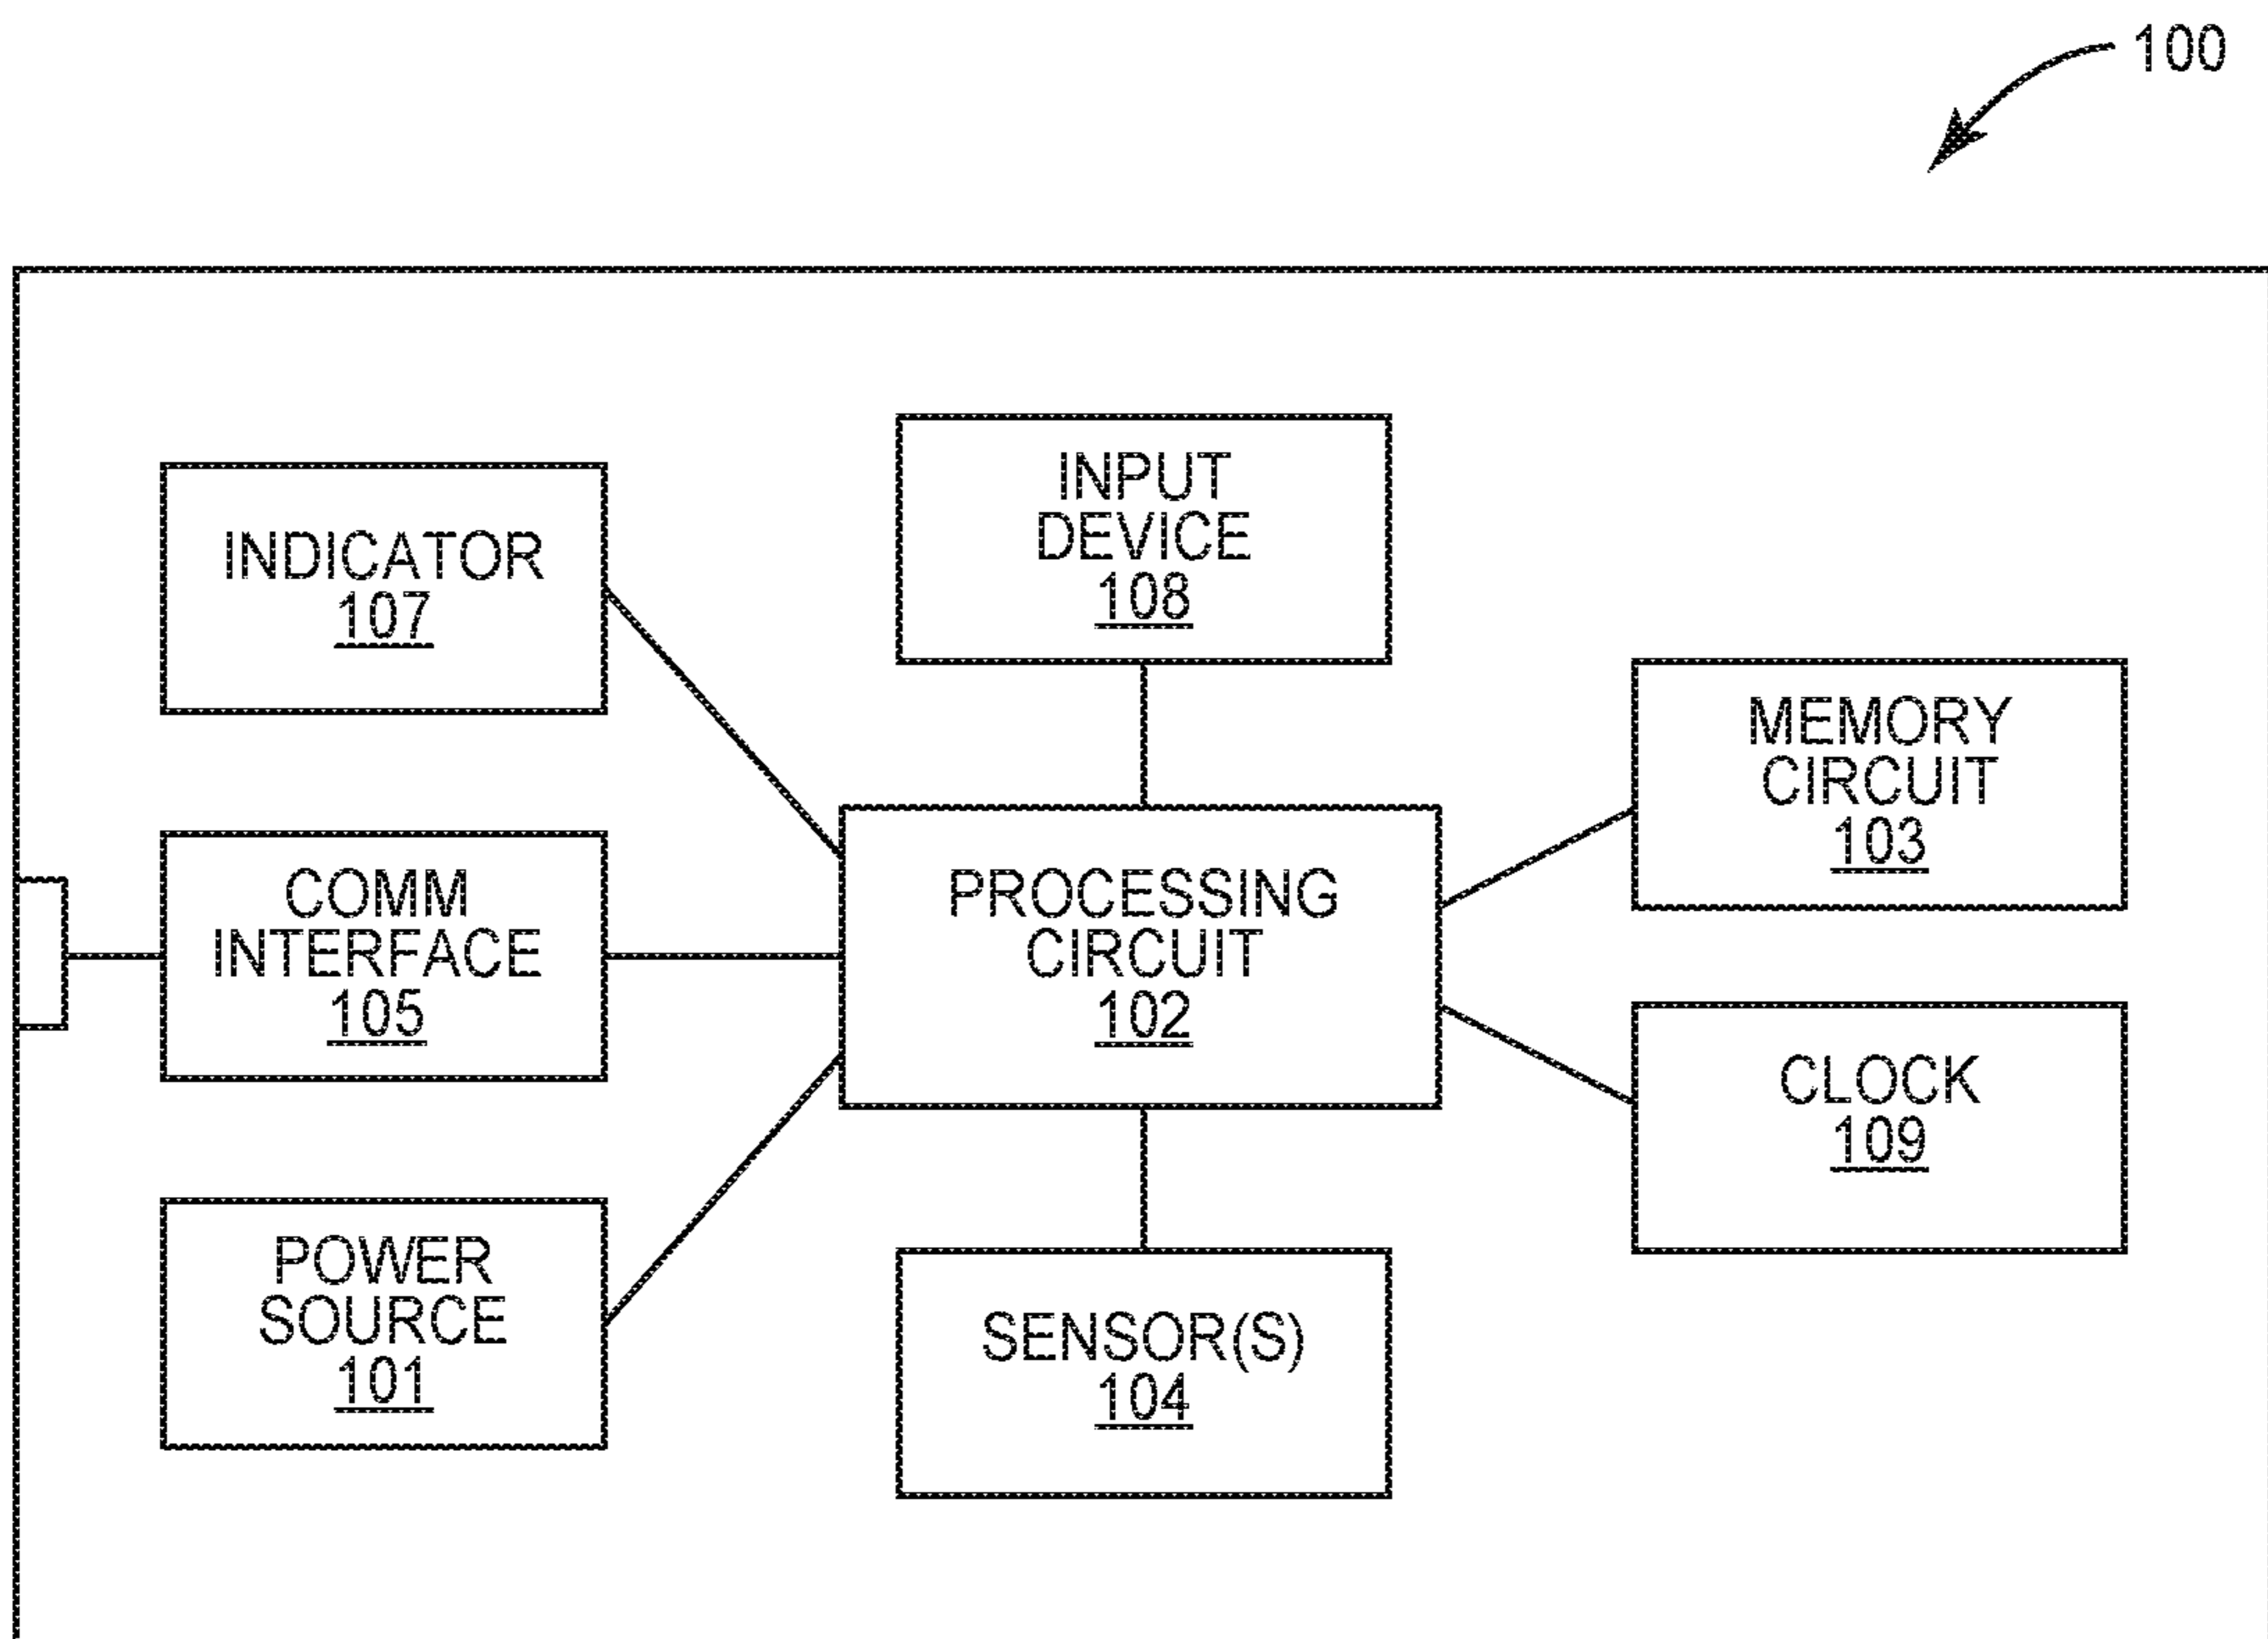 100
INDICATOR
107
INPUT
DEVICE
108
MEMORY
CIRCUIT
103
COMM
INTERFACE
105
PROCESSING
CIRCUIT
102
CLOCK
109
POWER
SOURCE
101
SENSOR(S)
104